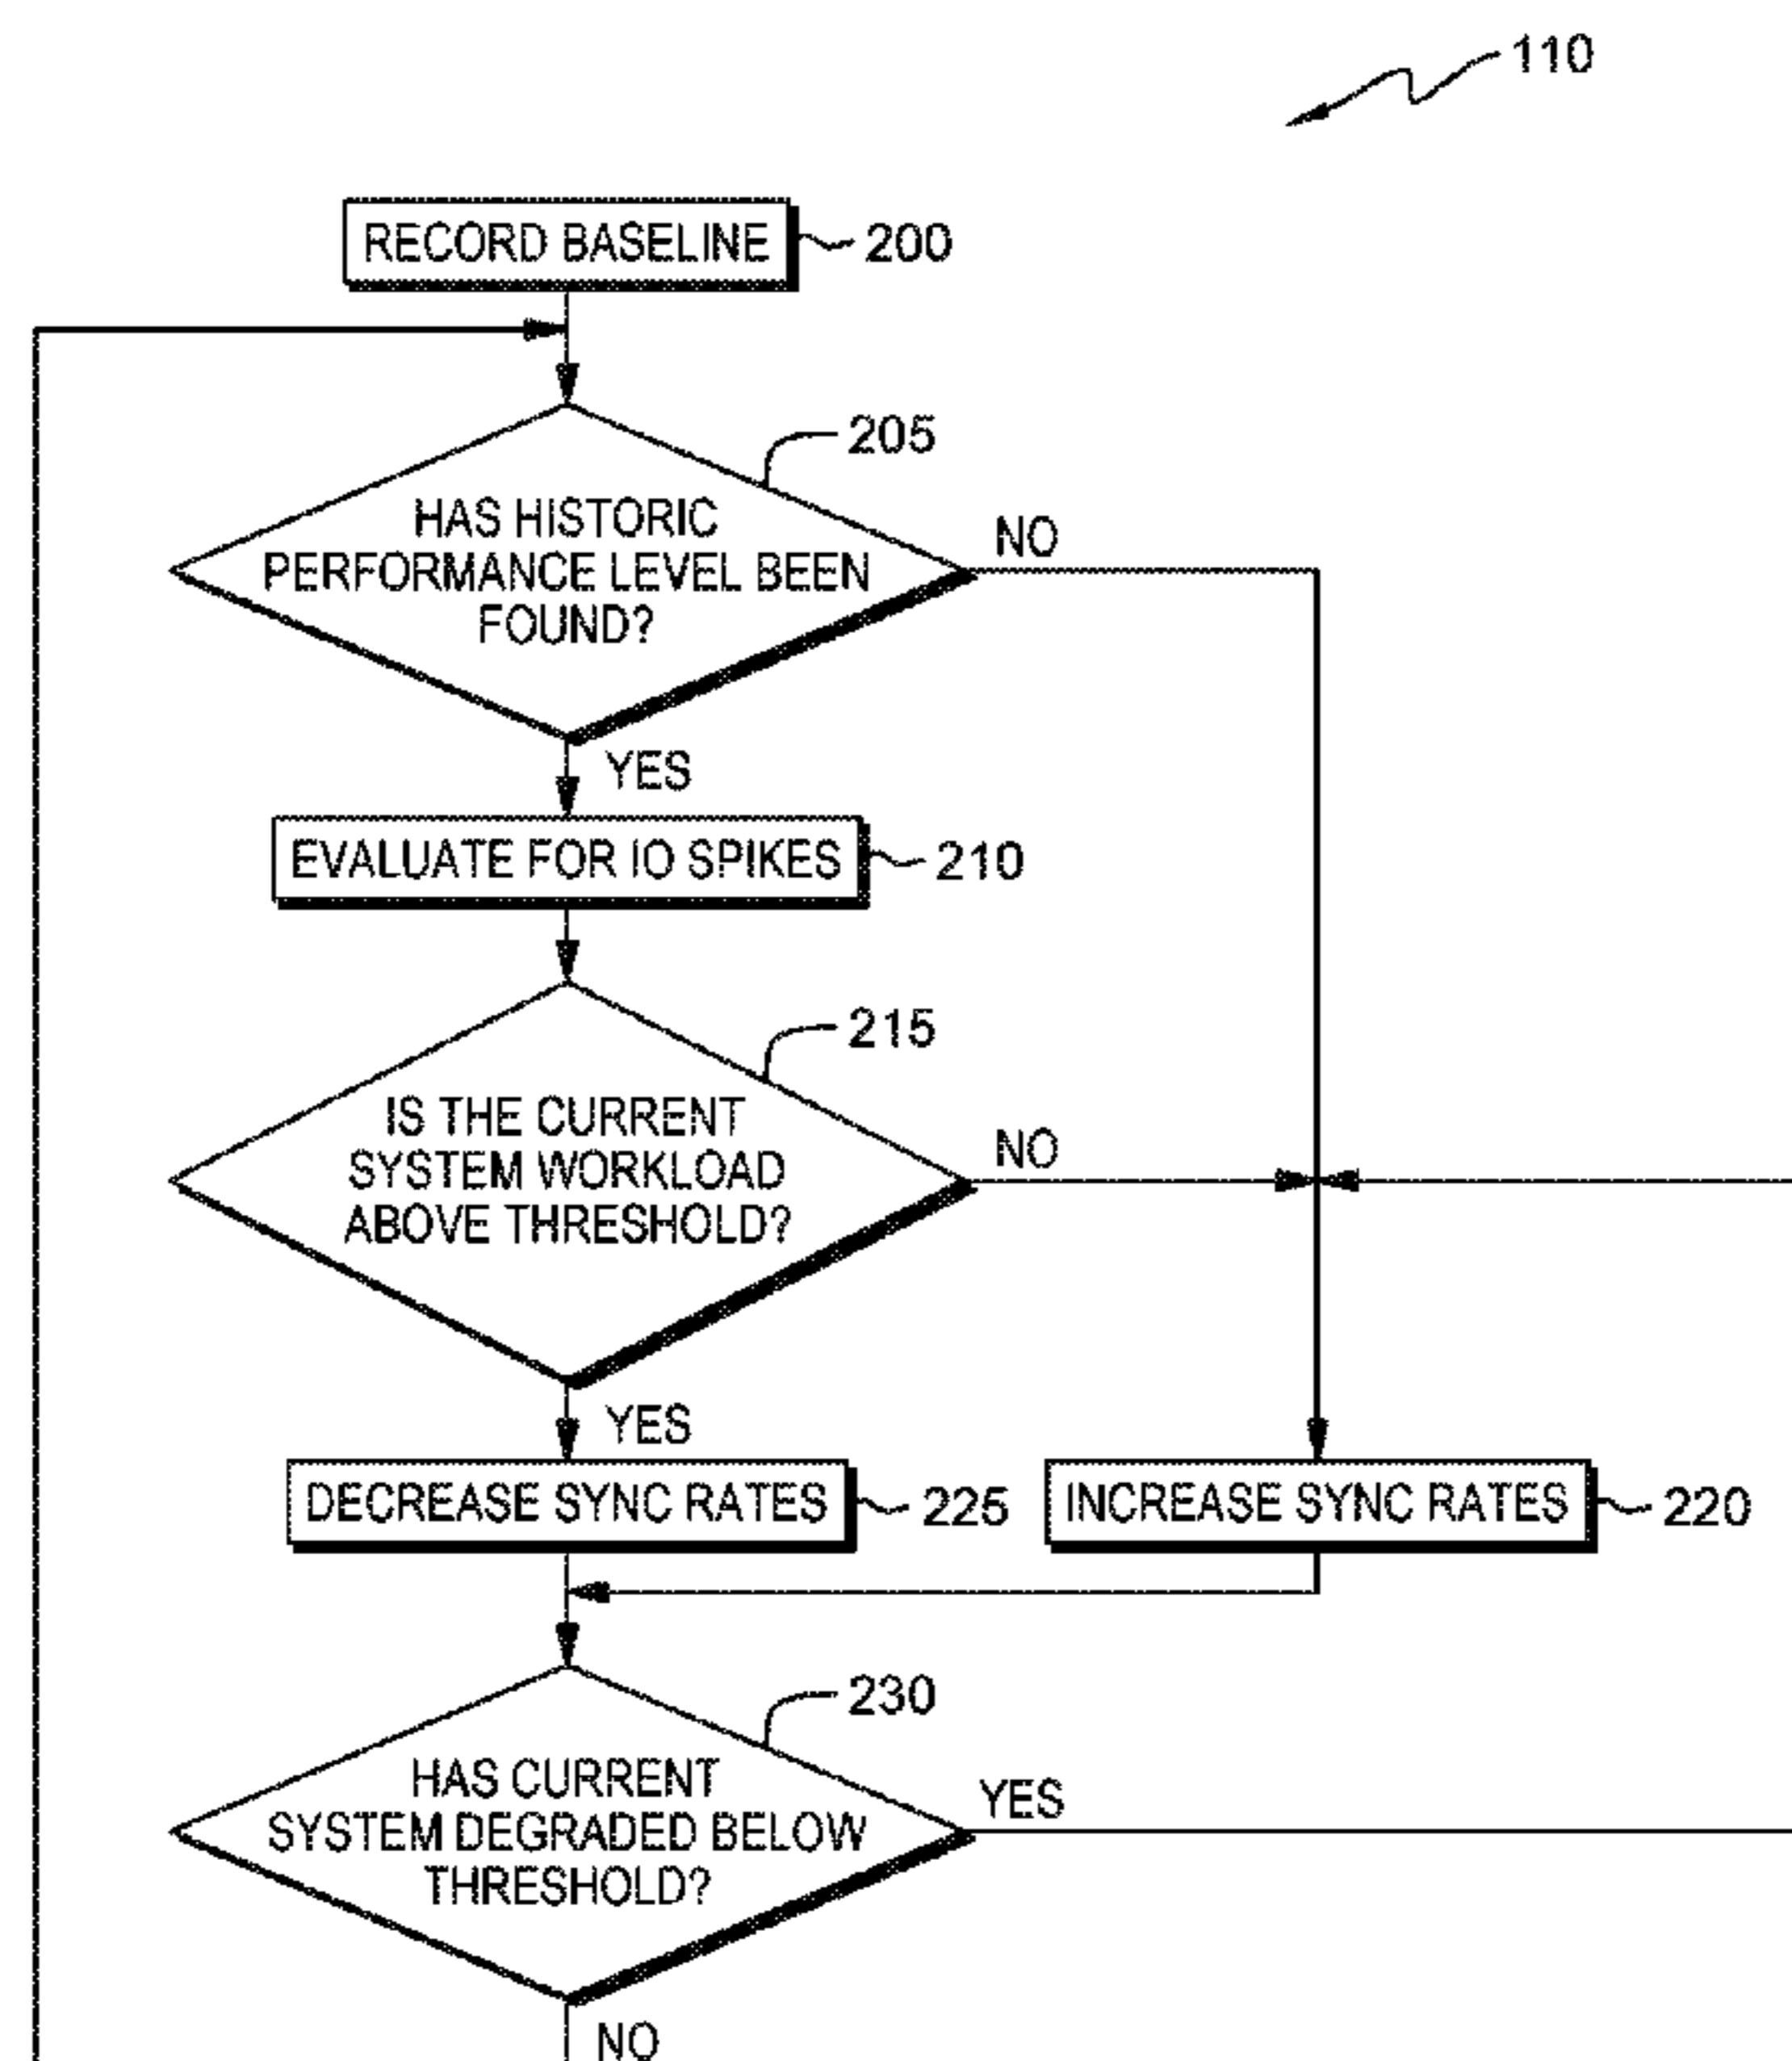 110
RECORD BASELINE
200
205
HAS HISTORIC
PERFORMANCE LEVEL BEEN
FOUND?
NO
YES
EVALUATE FOR IO SPIKES
210
215
IS THE CURRENT
SYSTEM WORKLOAD
ABOVE THRESHOLD?
NO
YES
DECREASE SYNC RATES
225
INCREASE SYNC RATES
220
230
HAS CURRENT
SYSTEM DEGRADED BELOW
THRESHOLD?
YES
NO